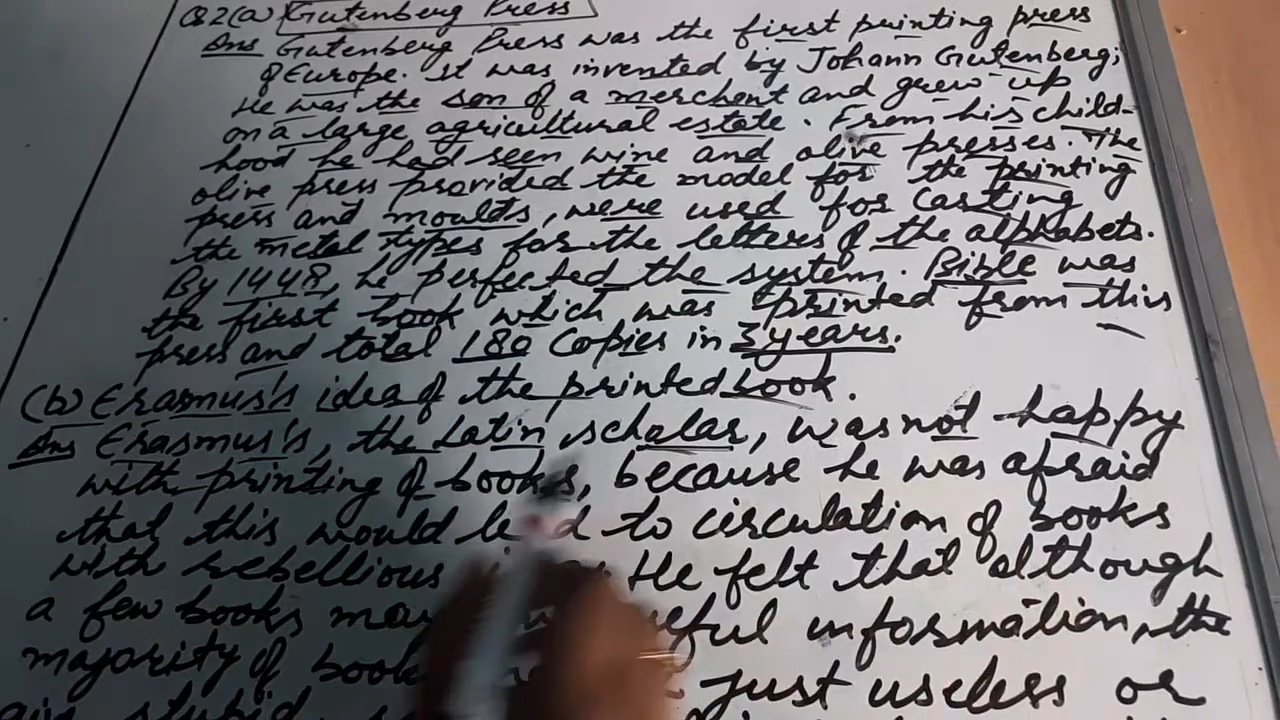 Q2(a) Gutenberg Press
Ans Gutenberg Press was the first printing press
of Europe. It was invented by Johann Gutenberg;
He was the son of a merchant and grew up
on a large agricultural estate. From his child-
hood he had seen wine and olive presses. The
olive press provided the model for the printing
press and moulds, were used for casting
the metal types for the letters of the alphabets.
By 1448, he perfected the system. Bible was
the first book which was printed from this
press and total 180 Copies in 3 years.
(b) Erasmus's idea of the printed book.
Ans Erasmus's, the Latin scholar, was not happy
with printing of books, because he was afraid
that this would lead to circulation of books
with rebellious He felt that although
a few books may useful information, the
majority of book just useless or
stupid